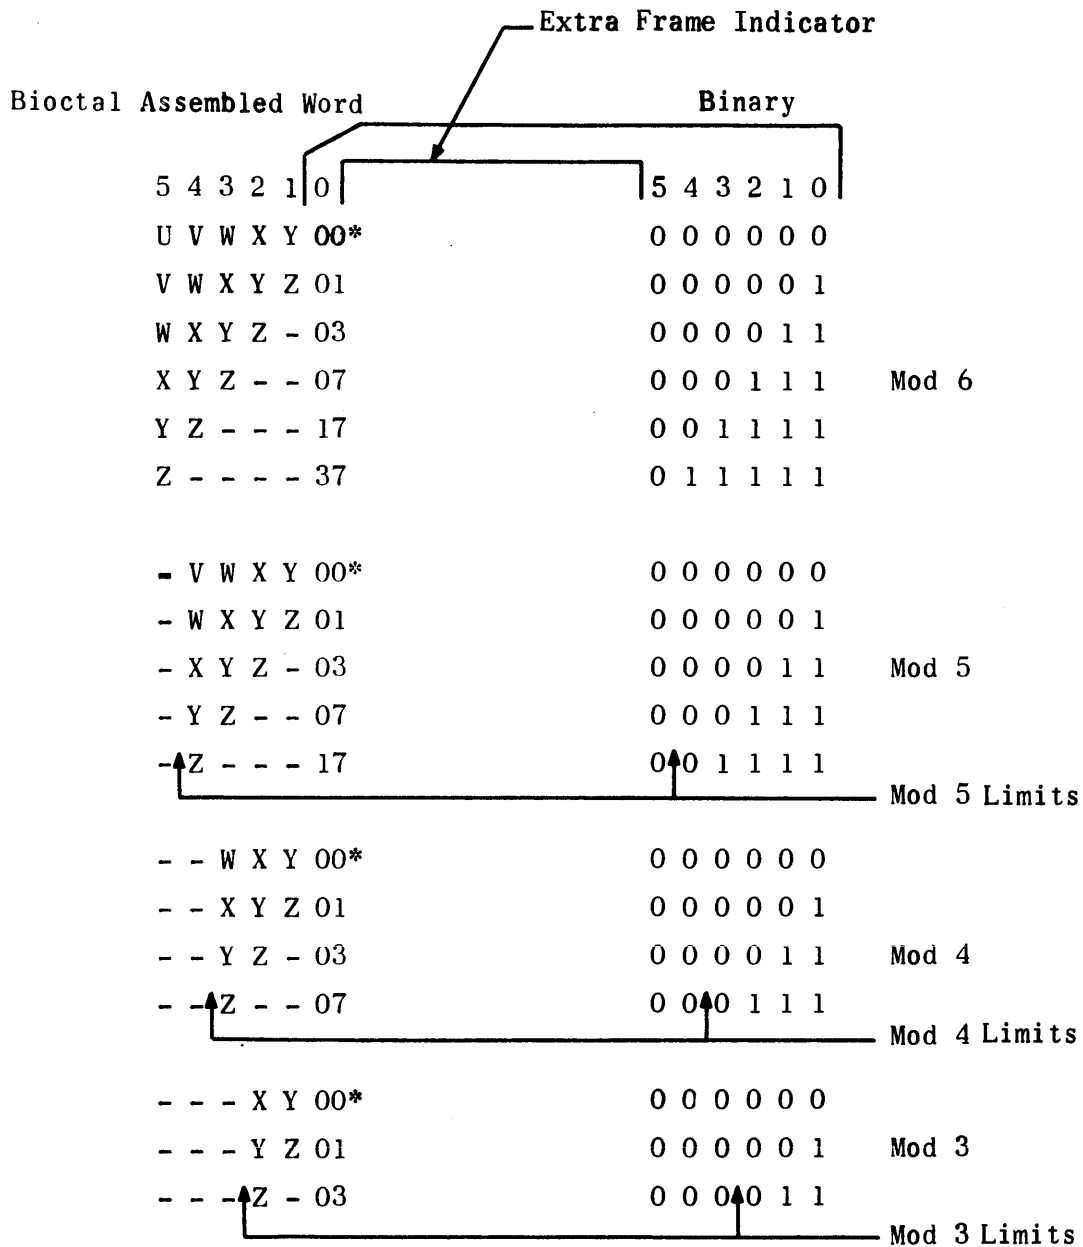 Extra Frame Indicator
Bioctal Assembled Word Binary
5 4 3 2 1 0 5 4 3 2 1 0
U V W X Y 00* 0 0 0 0 0 0
V W X Y Z 01 0 0 0 0 0 1
W X Y Z - 03 0 0 0 0 1 1
X Y Z - - 07 0 0 0 1 1 1 Mod 6
Y Z - - - 17 0 0 1 1 1 1
Z - - - - 37 0 1 1 1 1 1
- V W X Y 00* 0 0 0 0 0 0
- W X Y Z 01 0 0 0 0 0 1
- X Y Z - 03 0 0 0 0 1 1 Mod 5
- Y Z - - 07 0 0 0 1 1 1
- Z - - - 17 0 0 1 1 1 1
Mod 5 Limits
- - W X Y 00* 0 0 0 0 0 0
- - X Y Z 01 0 0 0 0 0 1
- - Y Z - 03 0 0 0 0 1 1 Mod 4
- - Z - - 07 0 0 0 1 1 1
Mod 4 Limits
- - - X Y 00* 0 0 0 0 0 0
- - - Y Z 01 0 0 0 0 0 1 Mod 3
- - - Z - 03 0 0 0 0 1 1
Mod 3 Limits